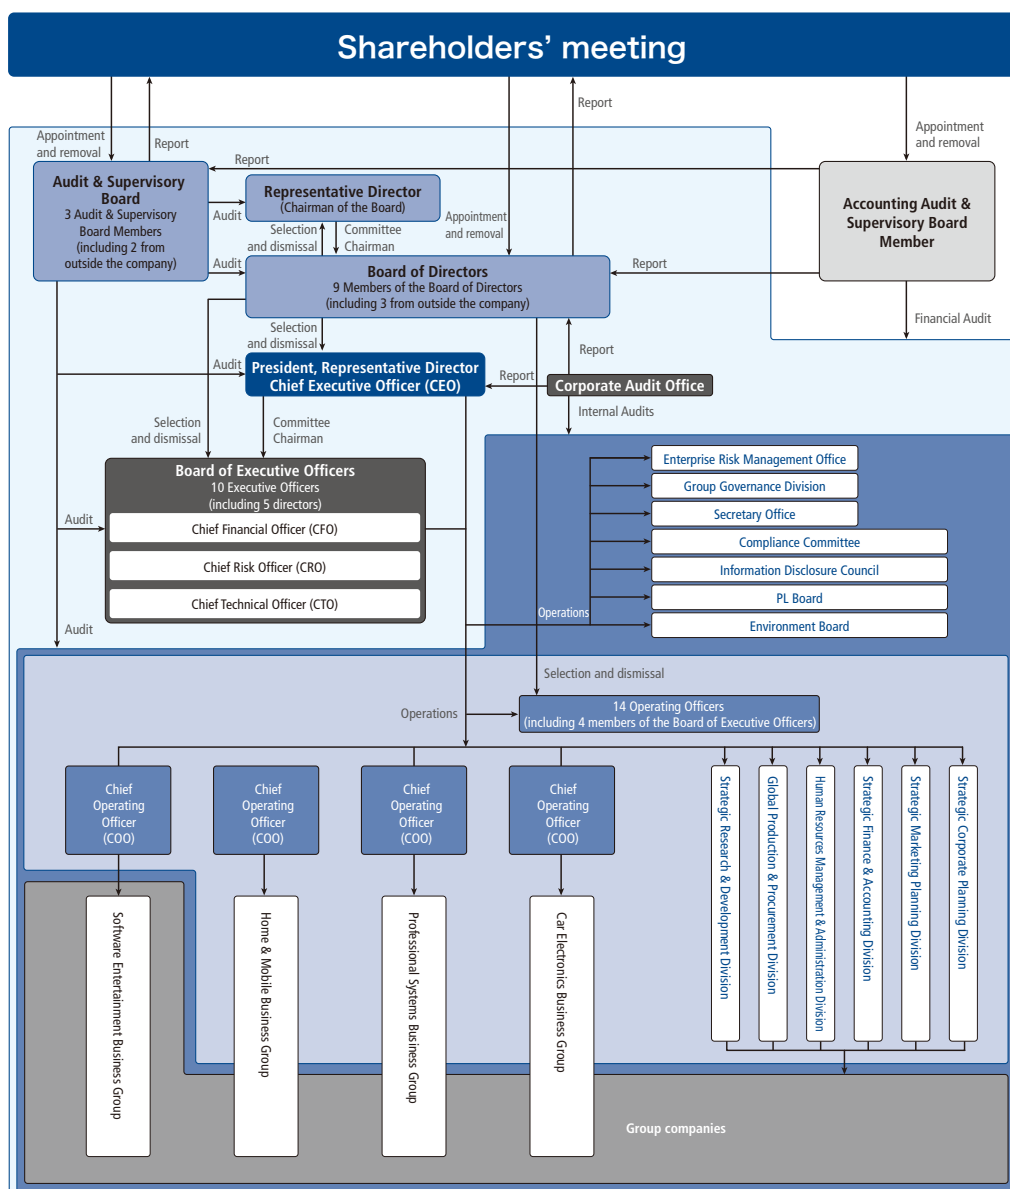 Shareholders’ meeting
Appointment
and removal
Report
Report
Appointment
and removal
Report
Audit & Supervisory
Board
3 Audit & Supervisory
Board Members
(including 2 from
outside the company)
Audit
Representative Director
(Chairman of the Board)
Appointment
and removal
Accounting Audit &
Supervisory Board
Member
Selection
and dismissal
Committee
Chairman
Audit
Board of Directors
9 Members of the Board of Directors
(including 3 from outside the company)
Report
Financial Audit
Selection
and dismissal
Report
Audit
President, Representative Director
Chief Executive Officer (CEO)
Report
Corporate Audit Office
Internal Audits
Selection
and dismissal
Committee
Chairman
Board of Executive Officers
10 Executive Officers
(including 5 directors)
Audit
Chief Financial Officer (CFO)
Chief Risk Officer (CRO)
Chief Technical Officer (CTO)
Enterprise Risk Management Office
Group Governance Division
Secretary Office
Compliance Committee
Information Disclosure Council
PL Board
Operations
Environment Board
Audit
Selection and dismissal
Operations
14 Operating Officers
(including 4 members of the Board of Executive Officers)
Chief
Operating
Officer
(COO)
Chief
Operating
Officer
(COO)
Chief
Operating
Officer
(COO)
Chief
Operating
Officer
(COO)
Strategic Research & Development Division
Global Production & Procurement Division
Human Resources Management & Administration Division
Strategic Finance & Accounting Division
Strategic Marketing Planning Division
Strategic Corporate Planning Division
Software Entertainment Business Group
Home & Mobile Business Group
Professional Systems Business Group
Car Electronics Business Group
Group companies